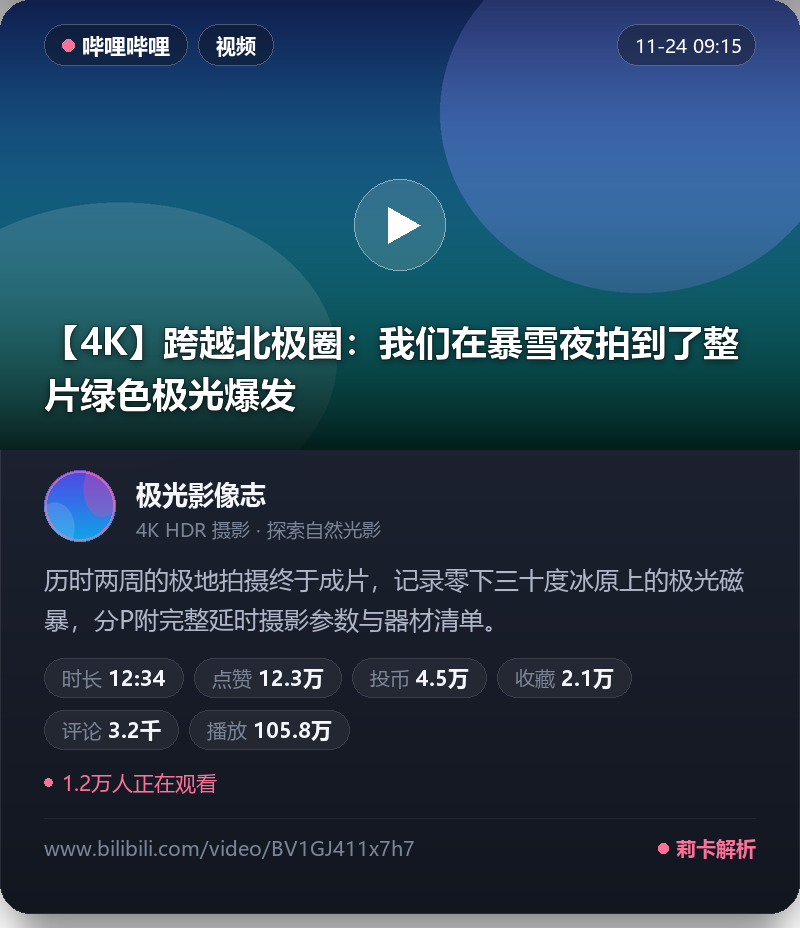 哔哩哔哩 视频 11-24 09:15
【4K】跨越北极圈：我们在暴雪夜拍到了整
片绿色极光爆发
极光影像志
4K HDR 摄影 · 探索自然光影
历时两周的极地拍摄终于成片，记录零下三十度冰原上的极光磁
暴，分P附完整延时摄影参数与器材清单。
时长 12:34 点赞 12.3万 投币 4.5万 收藏 2.1万
评论 3.2千 播放 105.8万
1.2万人正在观看
www.bilibili.com/video/BV1GJ411x7h7 莉卡解析